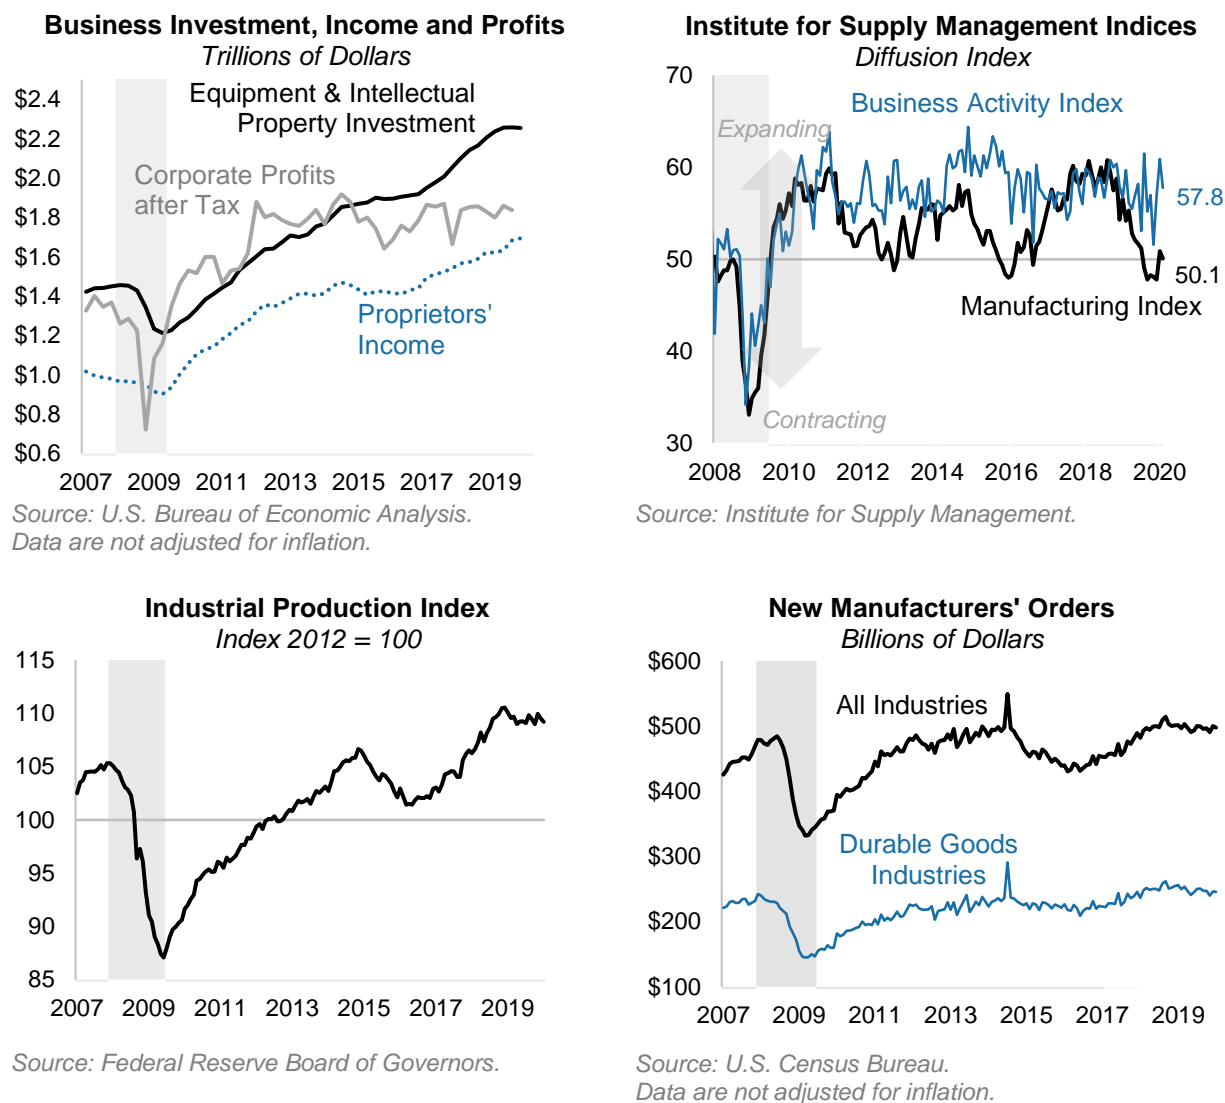 Business Investment, Income and Profits
Trillions of Dollars
$2.4
$2.2
$2.0
$1.8
$1.6
$1.4
$1.2
$1.0
$0.8
$0.6
Equipment & Intellectual
Property Investment
Corporate Profits
after Tax
Proprietors'
Income
2007 2009 2011 2013 2015 2017 2019
Source: U.S. Bureau of Economic Analysis.
Data are not adjusted for inflation.
Institute for Supply Management Indices
Diffusion Index
70
60
50
40
30
Business Activity Index
Expanding
57.8
50.1
Manufacturing Index
Contracting
2008 2010 2012 2014 2016 2018 2020
Source: Institute for Supply Management.
Industrial Production Index
Index 2012 = 100
115
110
105
100
95
90
85
2007 2009 2011 2013 2015 2017 2019
Source: Federal Reserve Board of Governors.
New Manufacturers' Orders
Billions of Dollars
$600
$500
$400
$300
$200
$100
All Industries
Durable Goods
Industries
2007 2009 2011 2013 2015 2017 2019
Source: U.S. Census Bureau.
Data are not adjusted for inflation.